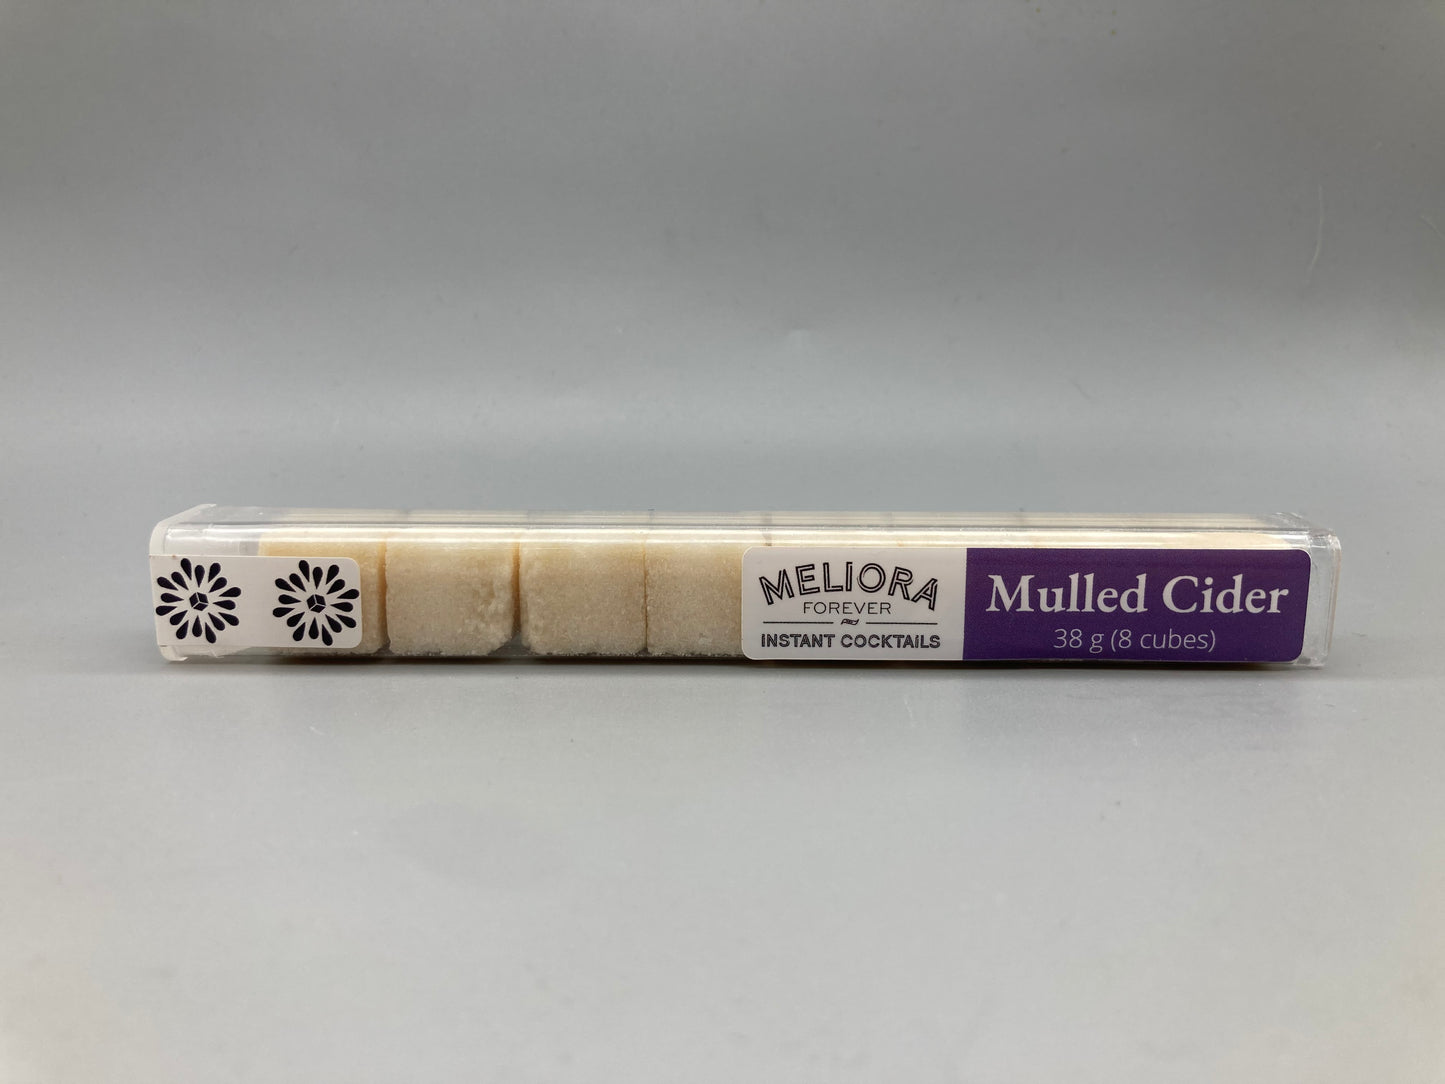 MELIORA
FOREVER
INSTANT COCKTAILS
Mulled Cider
38 g (8 cubes)